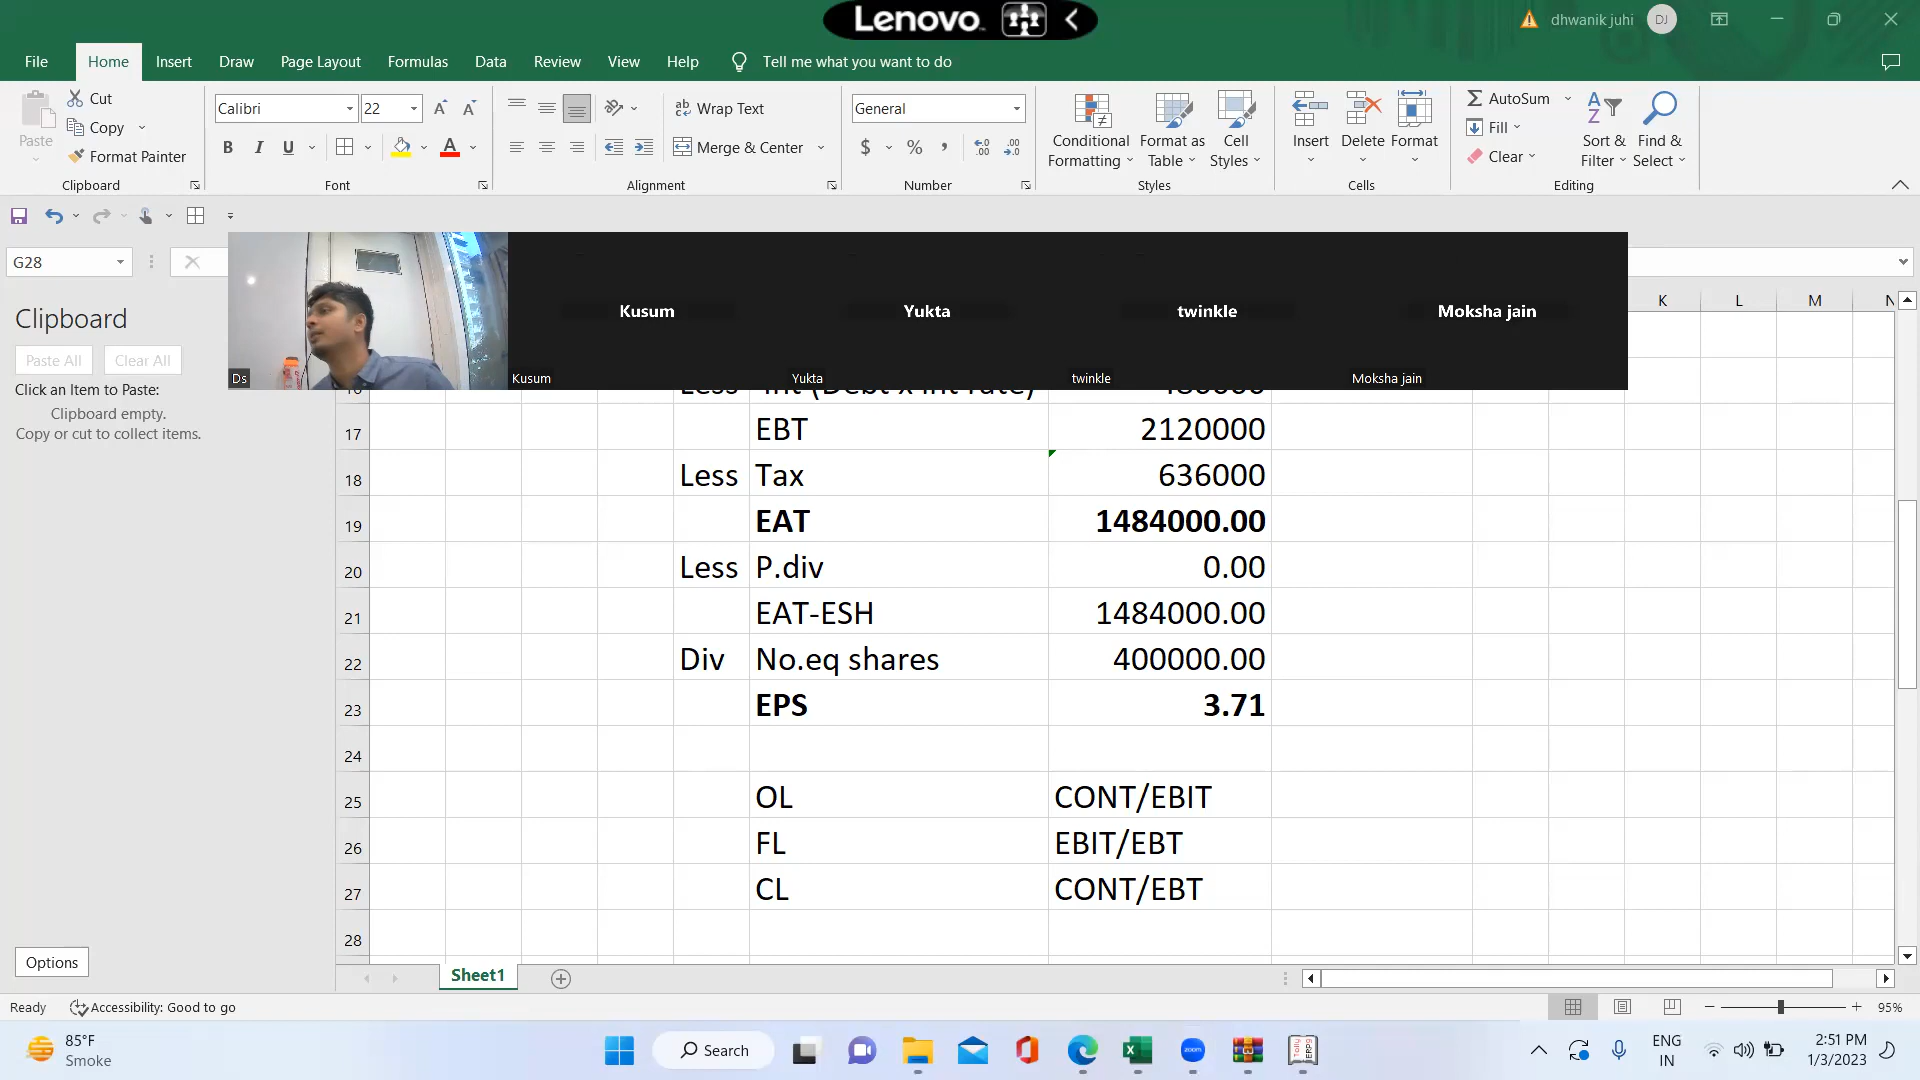 Lenovo
dhwanik juhi DJ
File Home Insert Draw Page Layout Formulas Data Review View Help Tell me what you want to do
Paste
Cut
Copy
Format Painter
Clipboard
Calibri 22
B I U
Font
Wrap Text
Merge & Center
Alignment
General
$ % ,
Number
Conditional Formatting
Format as Table
Cell Styles
Styles
Insert Delete Format
Cells
AutoSum
Fill
Clear
Sort & Filter
Find & Select
Editing
G28
Clipboard
Paste All Clear All
Click an Item to Paste:
Clipboard empty.
Copy or cut to collect items.
Options
Ds
Kusum
Kusum
Yukta
Yukta
twinkle
twinkle
Moksha jain
Moksha jain
K L M N
16 Less Int (Debt x int rate) 480000
17 EBT 2120000
18 Less Tax 636000
19 EAT 1484000.00
20 Less P.div 0.00
21 EAT-ESH 1484000.00
22 Div No.eq shares 400000.00
23 EPS 3.71
24
25 OL CONT/EBIT
26 FL EBIT/EBT
27 CL CONT/EBT
28
Sheet1
Ready Accessibility: Good to go 95%
85°F
Smoke
Search
ENG
IN
2:51 PM
1/3/2023